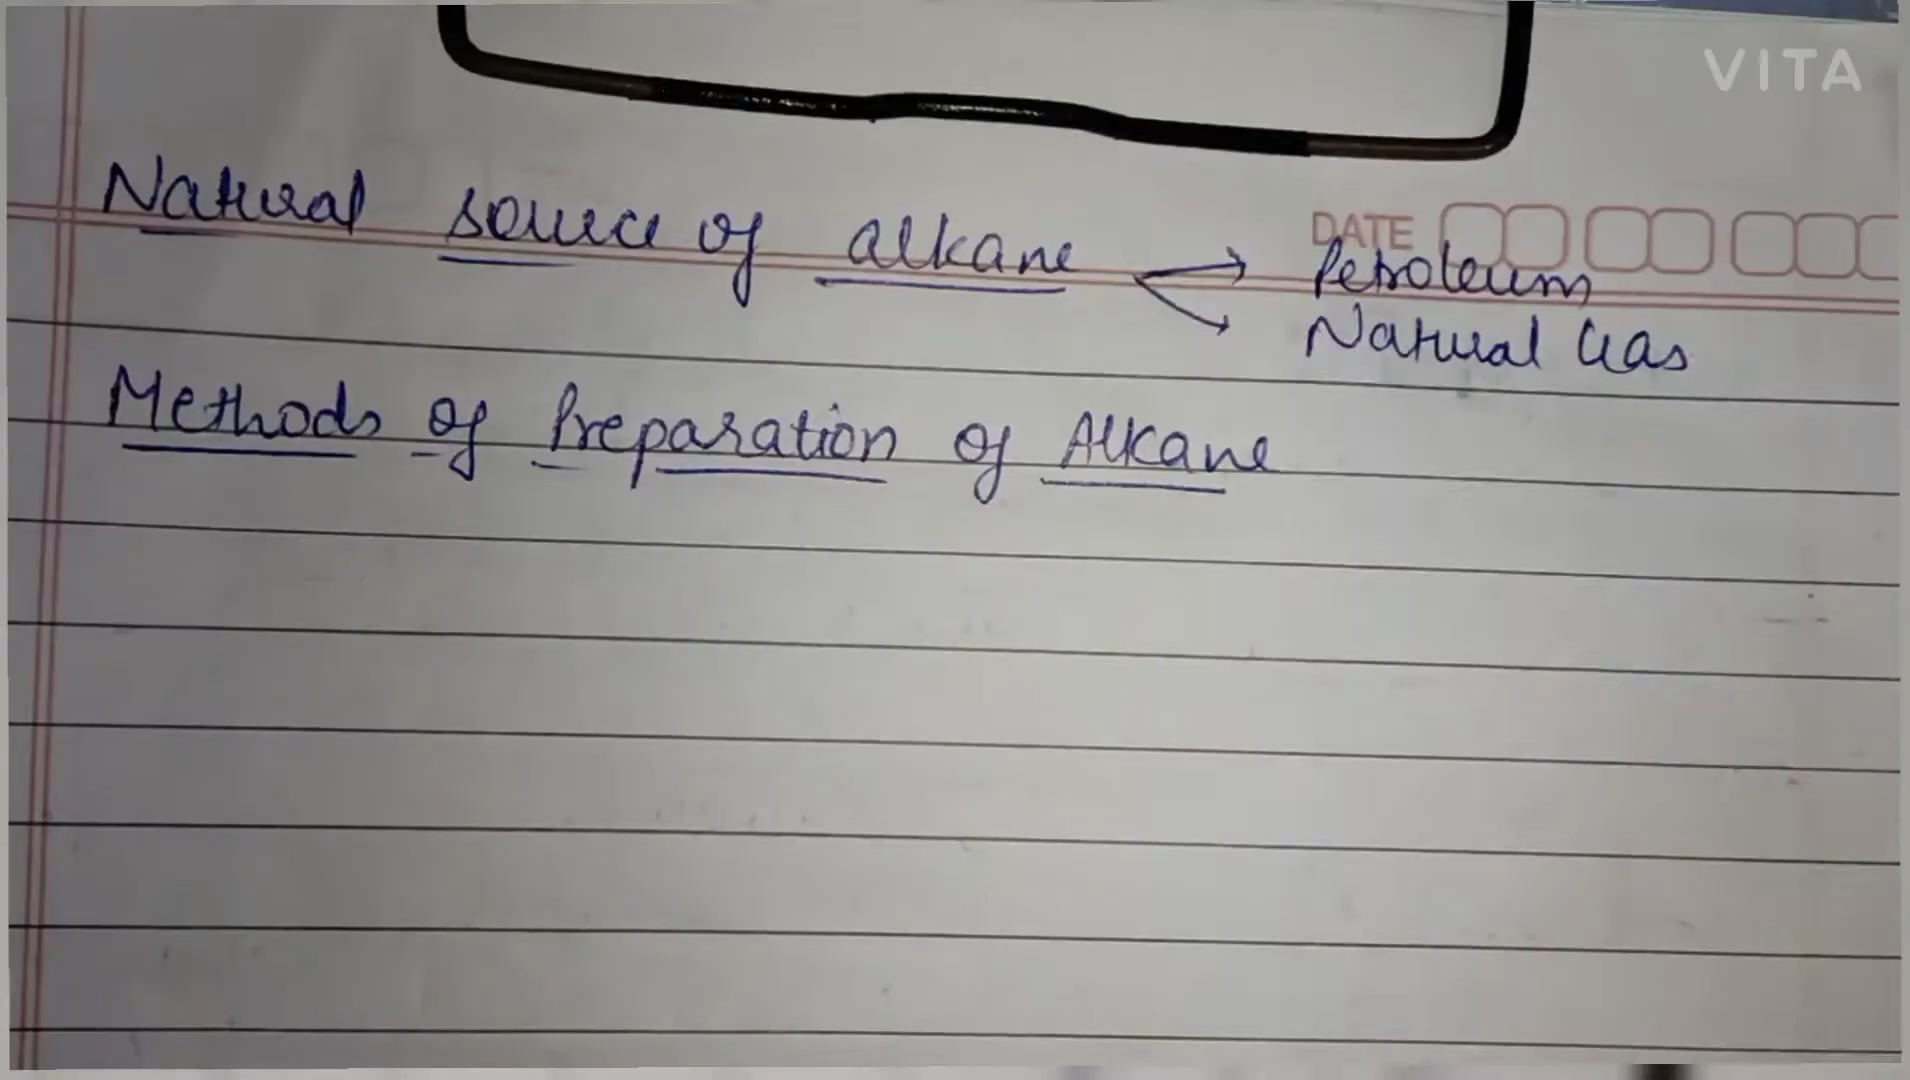 VITA
Natural source of alkane → Petroleum
DATE
→ Natural Gas
Methods of Preparation of Alkane